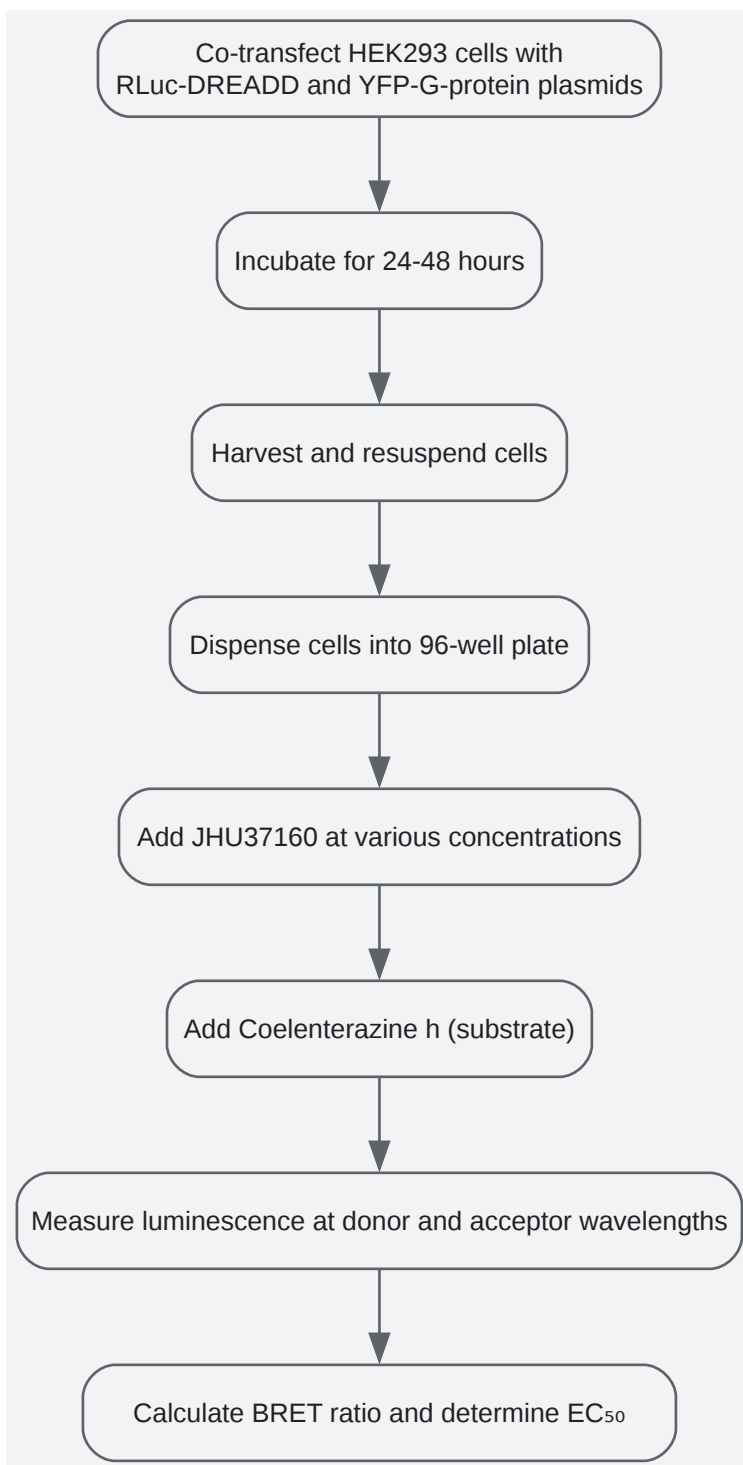 Co-transfect HEK293 cells with
RLuc-DREADD and YFP-G-protein plasmids
Incubate for 24-48 hours
Harvest and resuspend cells
Dispense cells into 96-well plate
Add JHU37160 at various concentrations
Add Coelenterazine h (substrate)
Measure luminescence at donor and acceptor wavelengths
Calculate BRET ratio and determine EC₅₀